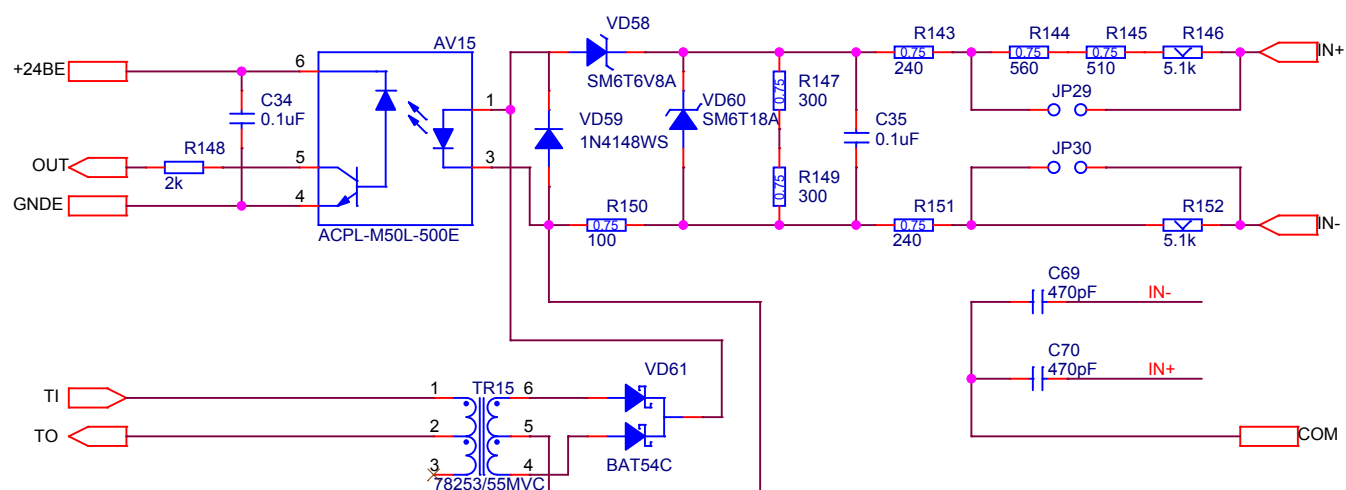 VD58
R143
R144
R145
R146
AV15
IN+
+24BE
6
0.75
0.75
0.75
240
560
510
5.1k
SM6T6V8A
R147
C34
0.1uF
1
0.75
300
JP29
VD60
SM6T18A
VD59
1N4148WS
C35
0.1uF
JP30
OUT
R148
2k
5
3
R149
0.75
300
GNDE
4
R150
0.75
100
R151
0.75
240
R152
5.1k
IN-
ACPL-M50L-500E
C69
470pF
IN-
C70
470pF
IN+
VD61
TI
1
TR15
6
TO
2
5
COM
3
4
BAT54C
78253/55MVC